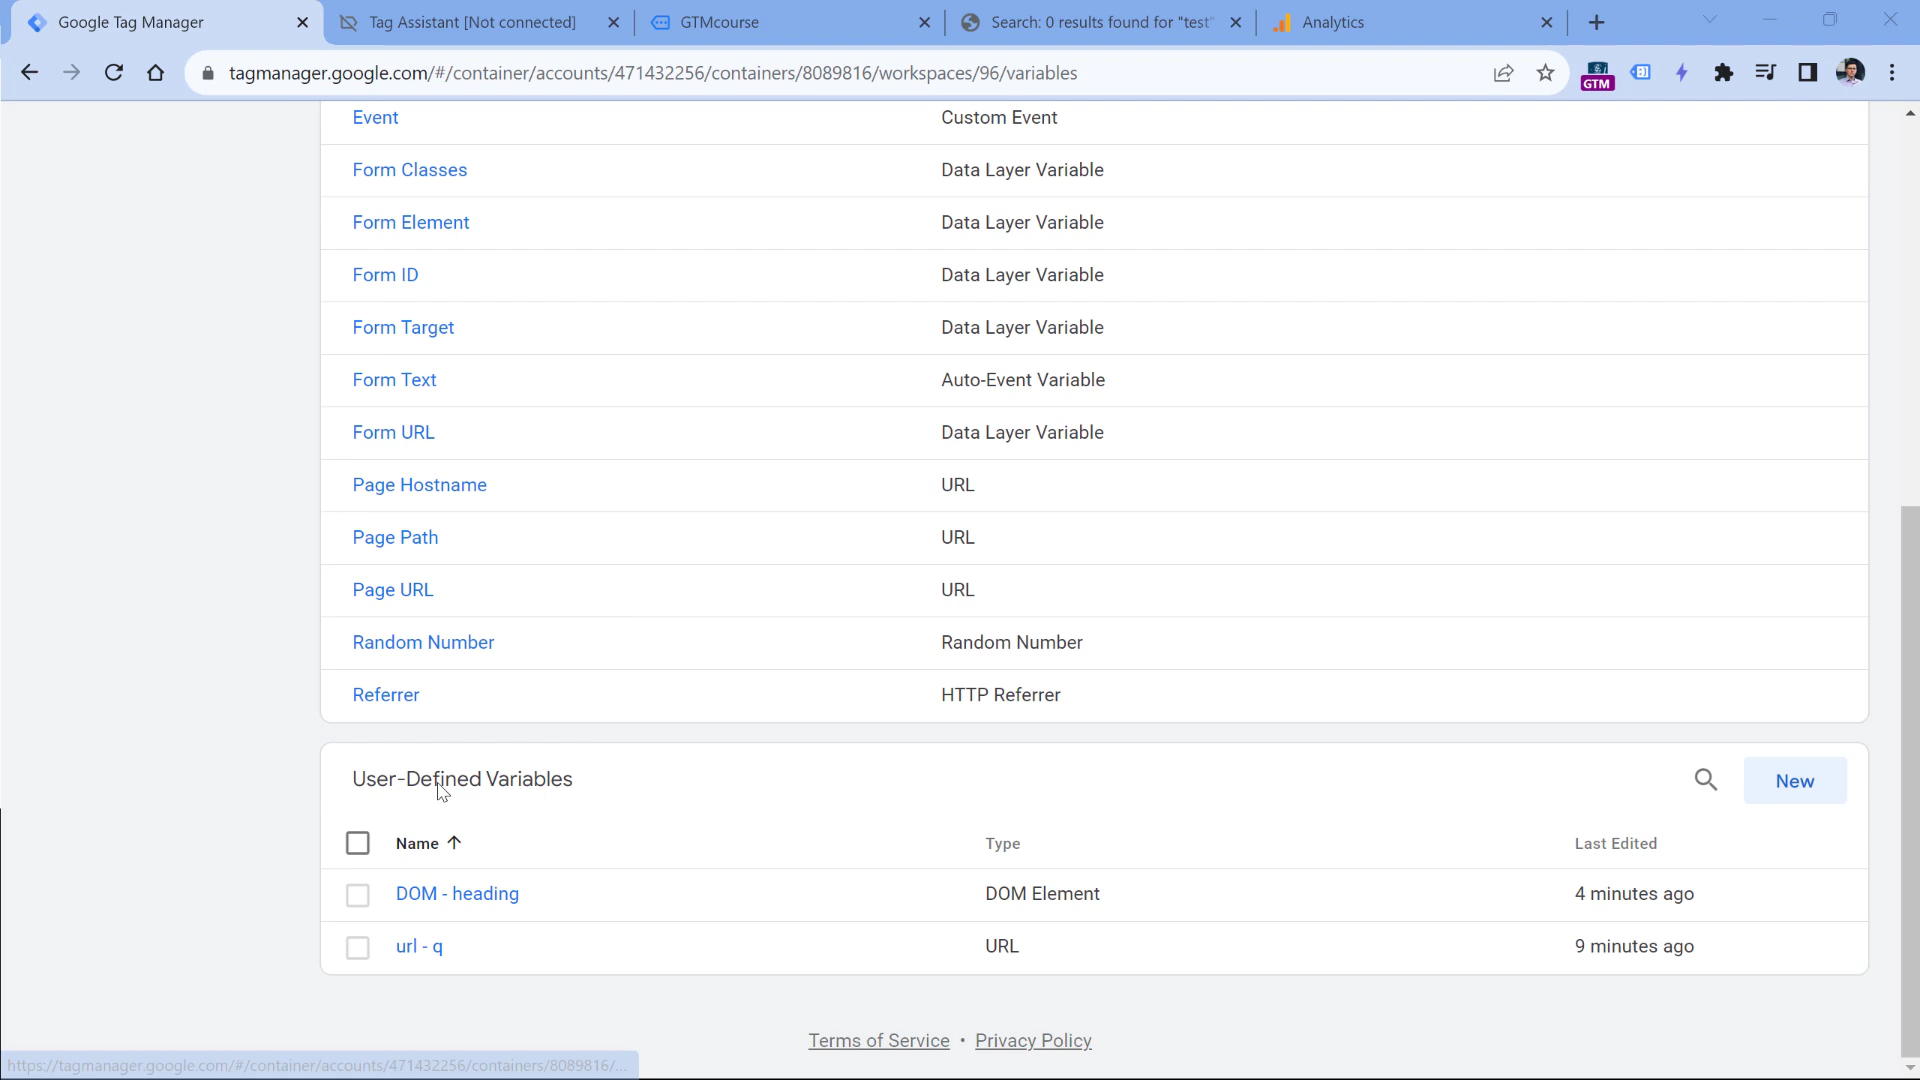 Google Tag Manager
Tag Assistant [Not connected]
GTMcourse
Search: 0 results found for "test"
Analytics
tagmanager.google.com/#/container/accounts/471432256/containers/8089816/workspaces/96/variables
GTM
Event Custom Event
Form Classes Data Layer Variable
Form Element Data Layer Variable
Form ID Data Layer Variable
Form Target Data Layer Variable
Form Text Auto-Event Variable
Form URL Data Layer Variable
Page Hostname URL
Page Path URL
Page URL URL
Random Number Random Number
Referrer HTTP Referrer
User-Defined Variables New
Name Type Last Edited
DOM - heading DOM Element 4 minutes ago
url - q URL 9 minutes ago
Terms of Service • Privacy Policy
https://tagmanager.google.com/#/container/accounts/471432256/containers/8089816/...